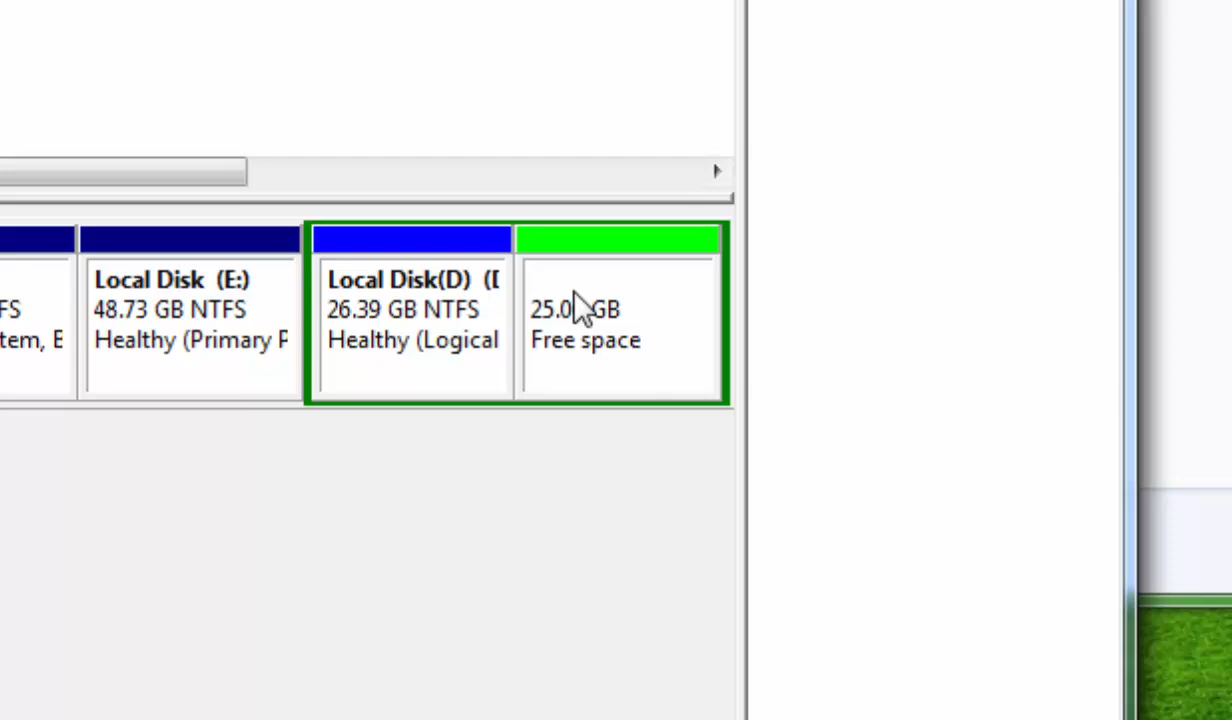 FS
tem, E
Local Disk (E:)
48.73 GB NTFS
Healthy (Primary P
Local Disk(D) ([
26.39 GB NTFS
Healthy (Logical
GB
Free space